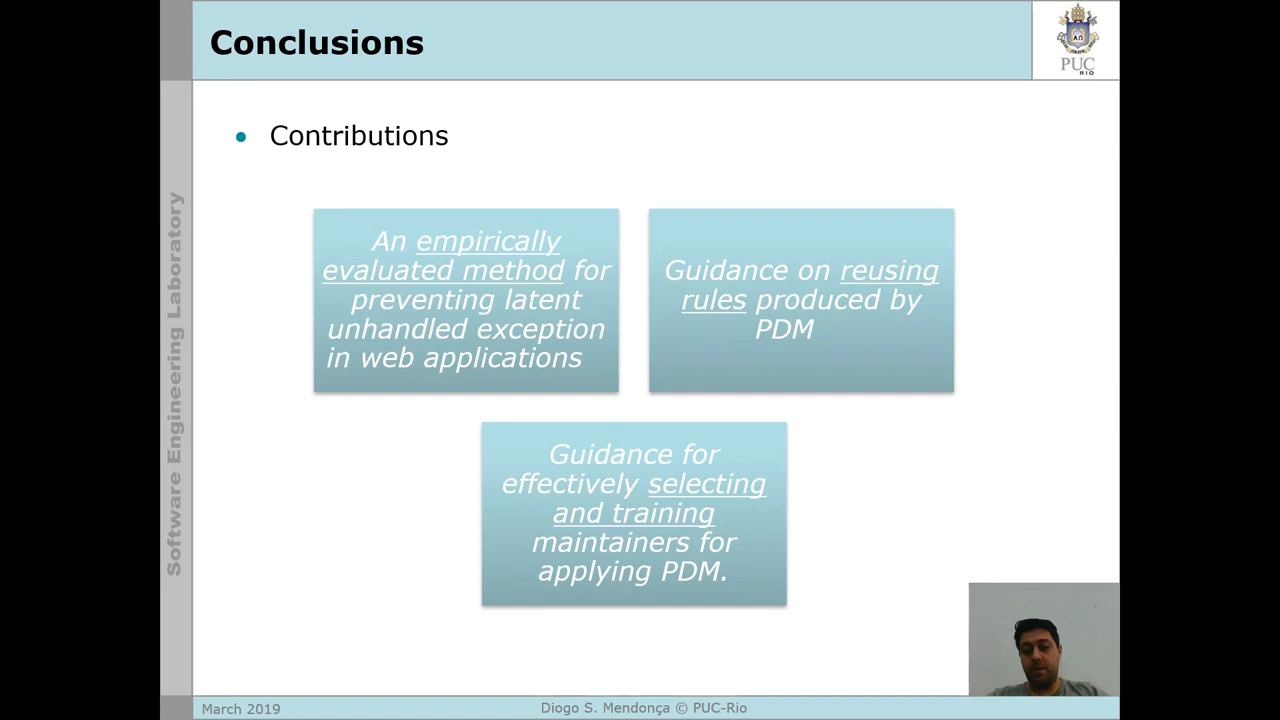 Conclusions
ΑΩ
PUC
RIO
Contributions
An empirically
evaluated method for
preventing latent
unhandled exception
in web applications
Guidance on reusing
rules produced by
PDM
Guidance for
effectively selecting
and training
maintainers for
applying PDM.
Software Engineering Laboratory
March 2019
Diogo S. Mendonça © PUC-Rio